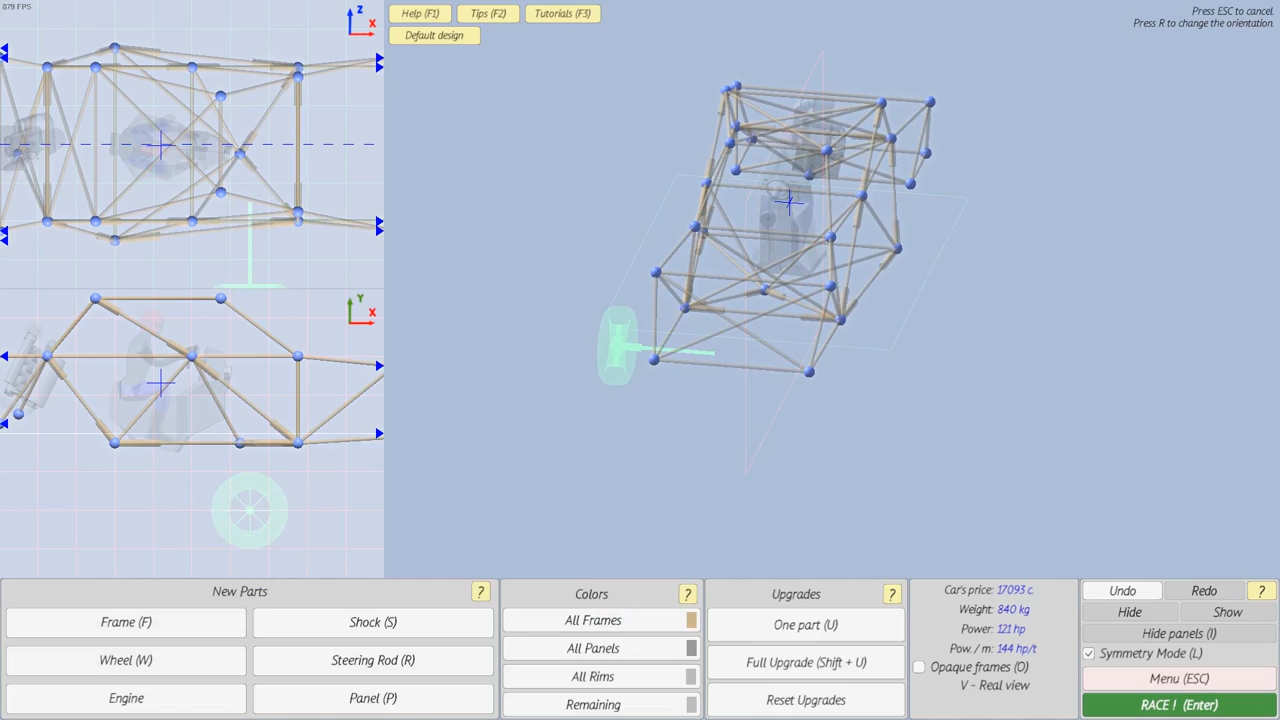 879 FPS
Z
X
Y
X
Help (F1)
Tips (F2)
Tutorials (F3)
Default design
Press ESC to cancel.
Press R to change the orientation.
New Parts
?
Frame (F)
Shock (S)
Wheel (W)
Steering Rod (R)
Engine
Panel (P)
Colors
?
All Frames
All Panels
All Rims
Remaining
Upgrades
?
One part (U)
Full Upgrade (Shift + U)
Reset Upgrades
Car's price: 17093 c.
Weight: 840 kg
Power: 121 hp
Pow. / m: 144 hp/t
Opaque frames (O)
V - Real view
Undo
Redo
?
Hide
Show
Hide panels (I)
Symmetry Mode (L)
Menu (ESC)
RACE ! (Enter)